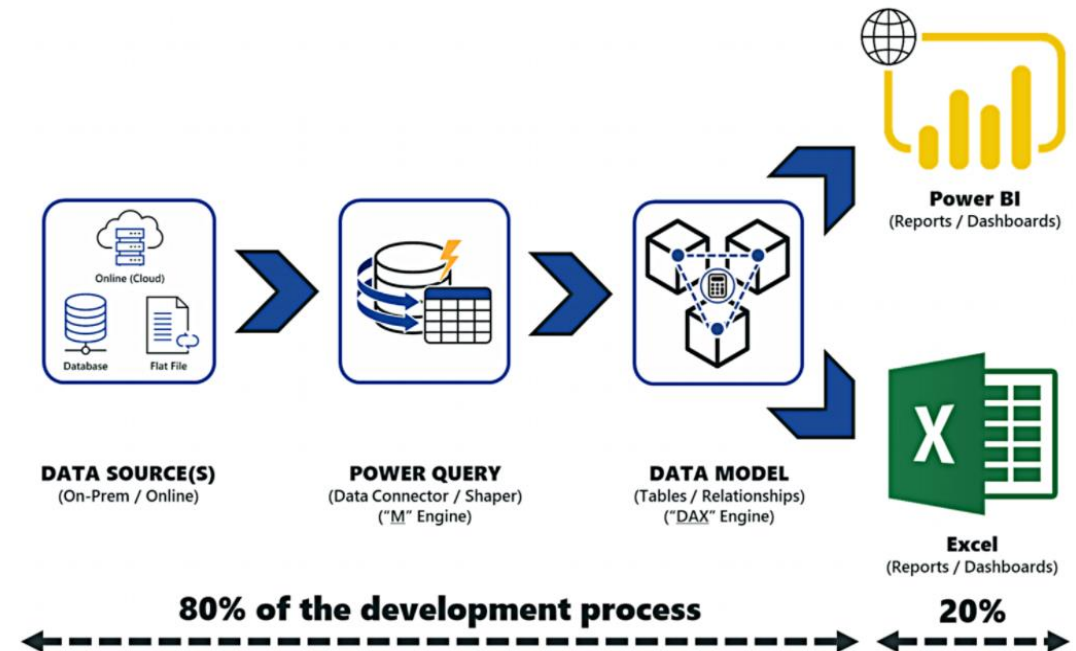 Online (Cloud)
Database
Flat File
DATA SOURCE(S)
(On-Prem / Online)
POWER QUERY
(Data Connector / Shaper)
("M" Engine)
DATA MODEL
(Tables / Relationships)
("DAX" Engine)
Power BI
(Reports / Dashboards)
X
Excel
(Reports / Dashboards)
80% of the development process
20%